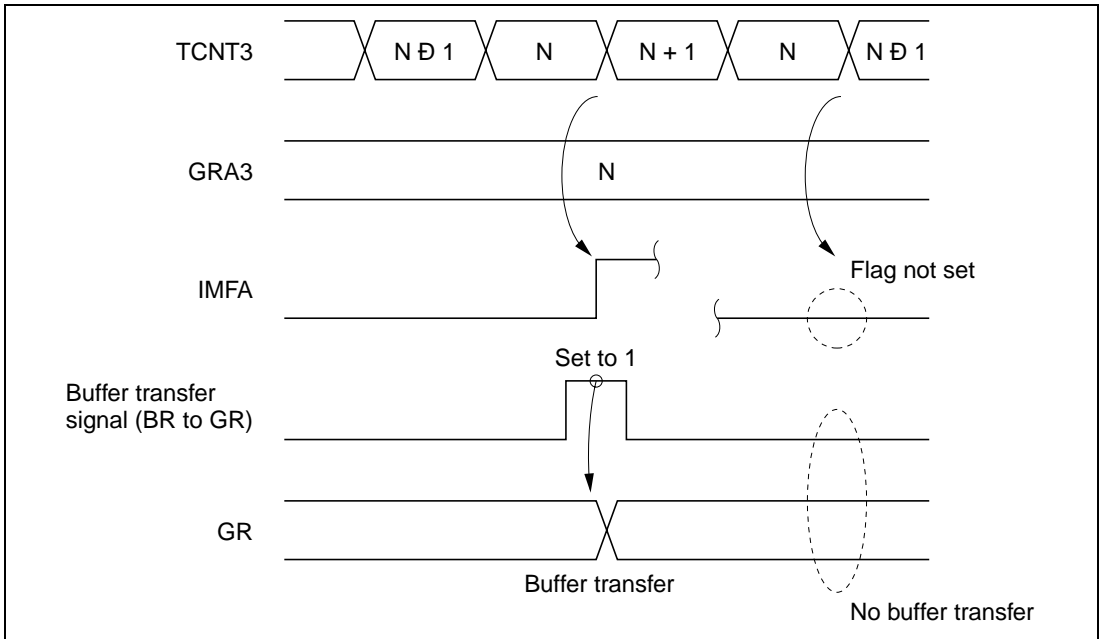 TCNT3 N Ð 1 N N + 1 N N Ð 1
GRA3 N
IMFA
Flag not set
Set to 1
Buffer transfer
signal (BR to GR)
GR
Buffer transfer
No buffer transfer